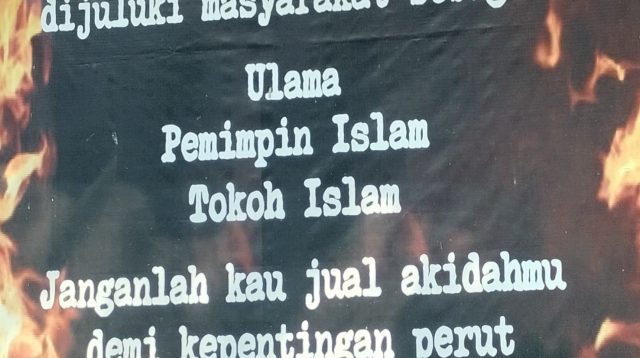 dijuluki masyarakat
Ulama
Pemimpin Islam
Tokoh Islam
Janganlah kau jual akidahmu
demi kepentingan perut